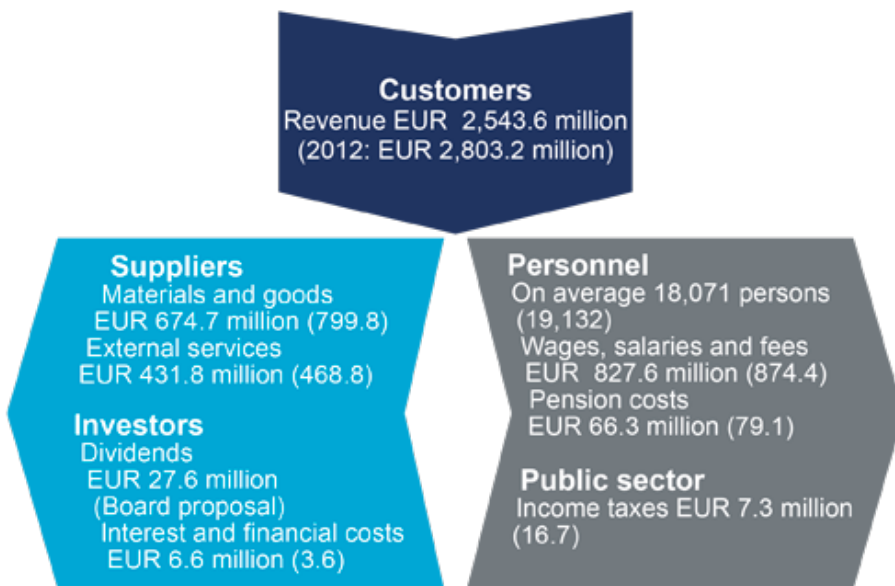 Customers
Revenue EUR 2,543.6 million
(2012: EUR 2,803.2 million)
Suppliers
Materials and goods
EUR 674.7 million (799.8)
External services
EUR 431.8 million (468.8)
Investors
Dividends
EUR 27.6 million
(Board proposal)
Interest and financial costs
EUR 6.6 million (3.6)
Personnel
On average 18,071 persons
(19,132)
Wages, salaries and fees
EUR 827.6 million (874.4)
Pension costs
EUR 66.3 million (79.1)
Public sector
Income taxes EUR 7.3 million
(16.7)